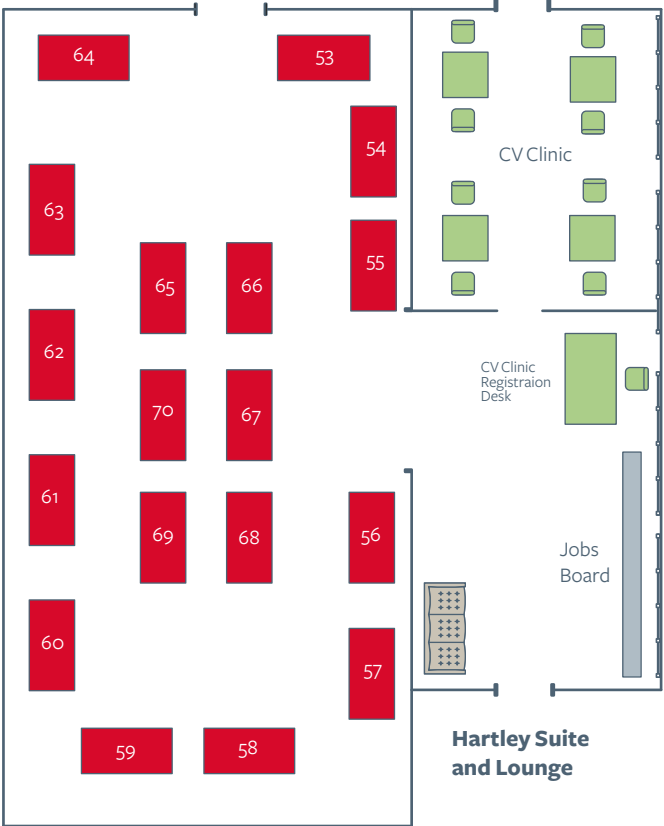 64
53
54
CV Clinic
63
55
65
66
62
CV Clinic
Registraion
Desk
70
67
61
69
68
56
Jobs
Board
60
57
59
58
Hartley Suite
and Lounge